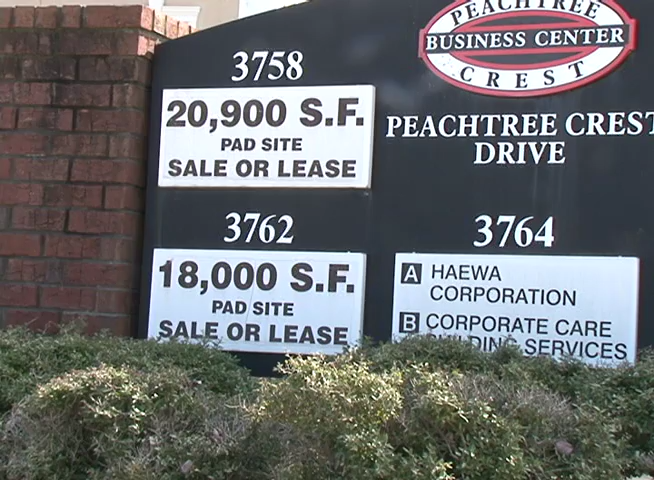 PEACHTREE
BUSINESS CENTER
CREST
PEACHTREE CREST
DRIVE
3758
20,900 S.F.
PAD SITE
SALE OR LEASE
3762
18,000 S.F.
PAD SITE
SALE OR LEASE
3764
A HAEWA
CORPORATION
B CORPORATE CARE
BUILDING SERVICES